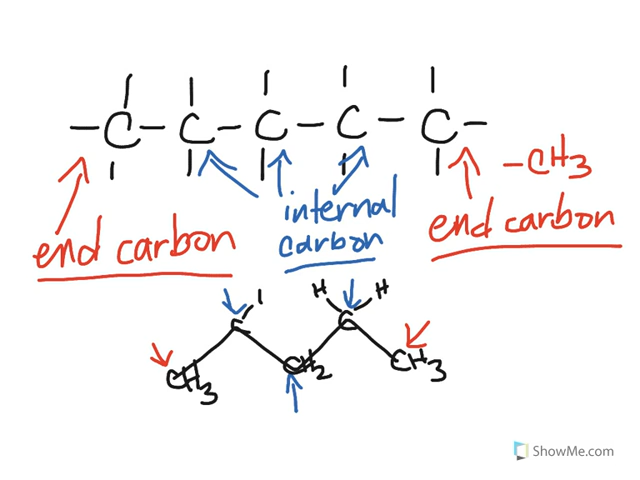 C - C - C - C - C
-CH3
end carbon
internal
carbon
end carbon
H H
C C
CH3 CH2 CH3
ShowMe.com